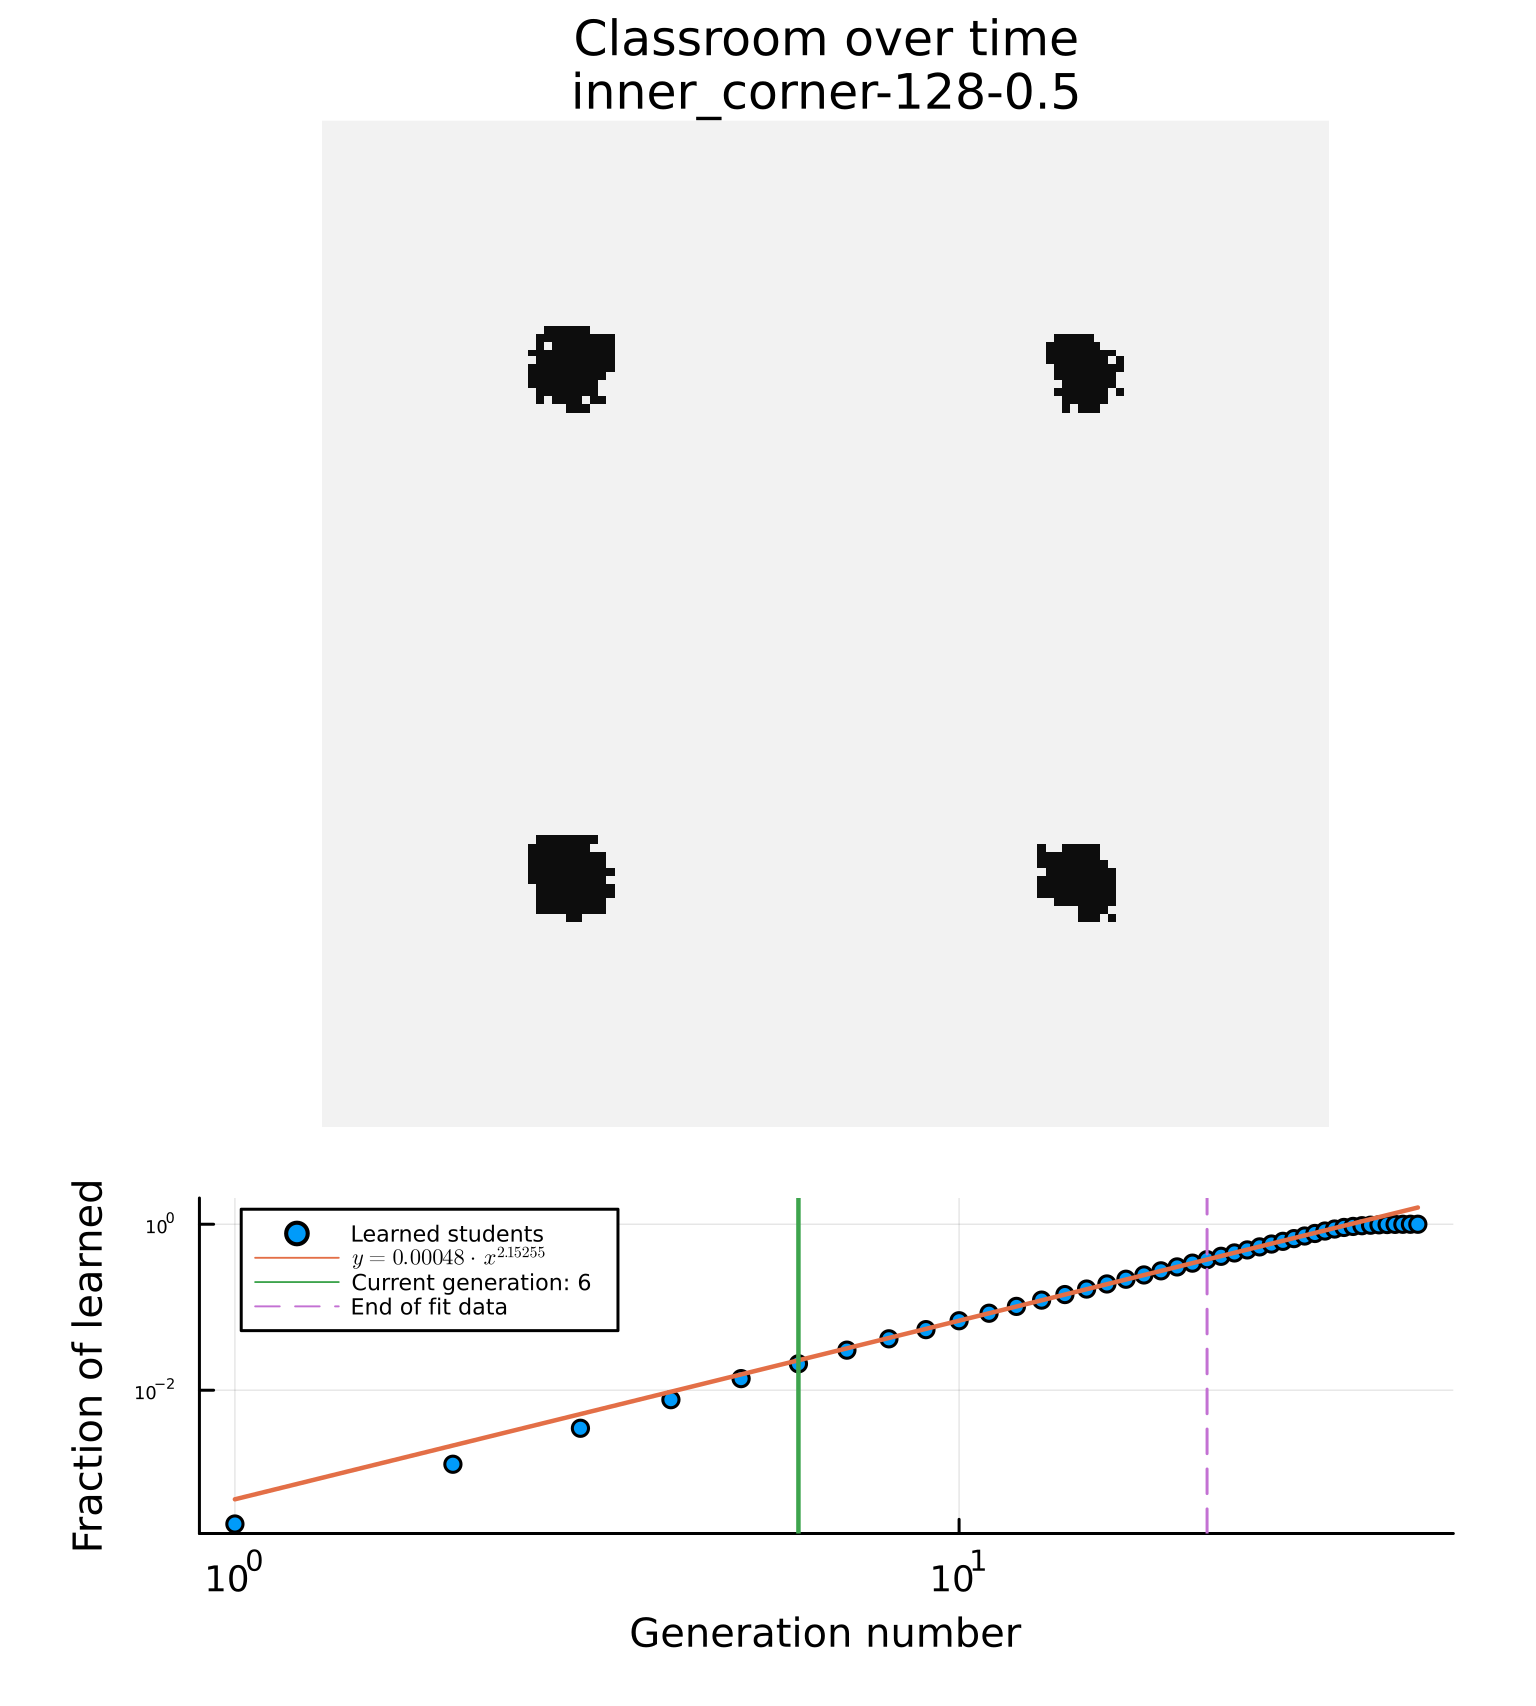 Classroom over time
inner_corner-128-0.5
Fraction of learned
10^0
10^−2
Learned students
y = 0.00048 · x^2.15255
Current generation: 6
End of fit data
10^0
10^1
Generation number